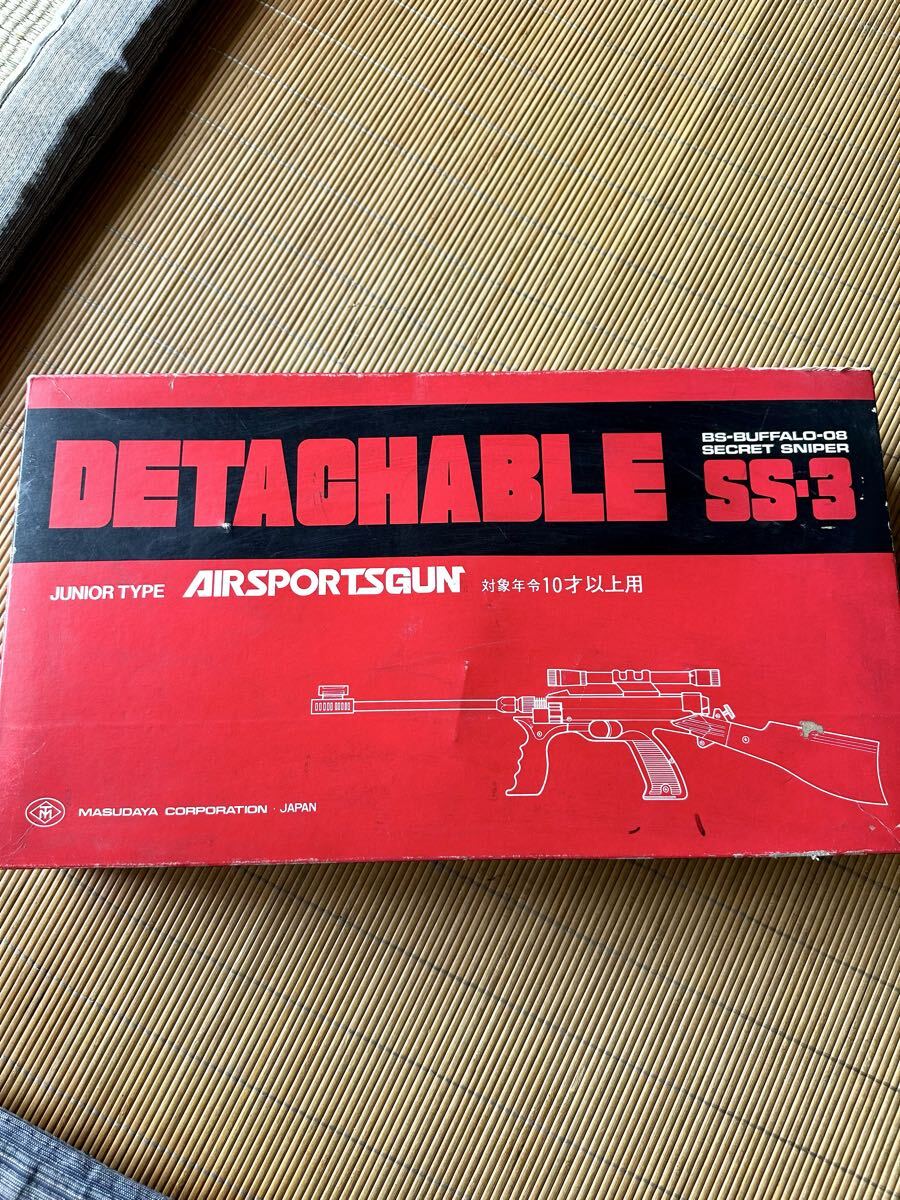 DETACHABLE
BS-BUFFALO-08
SECRET SNIPER
SS-3
JUNIOR TYPE AIRSPORTSGUN 対象年令10才以上用
MASUDAYA CORPORATION · JAPAN